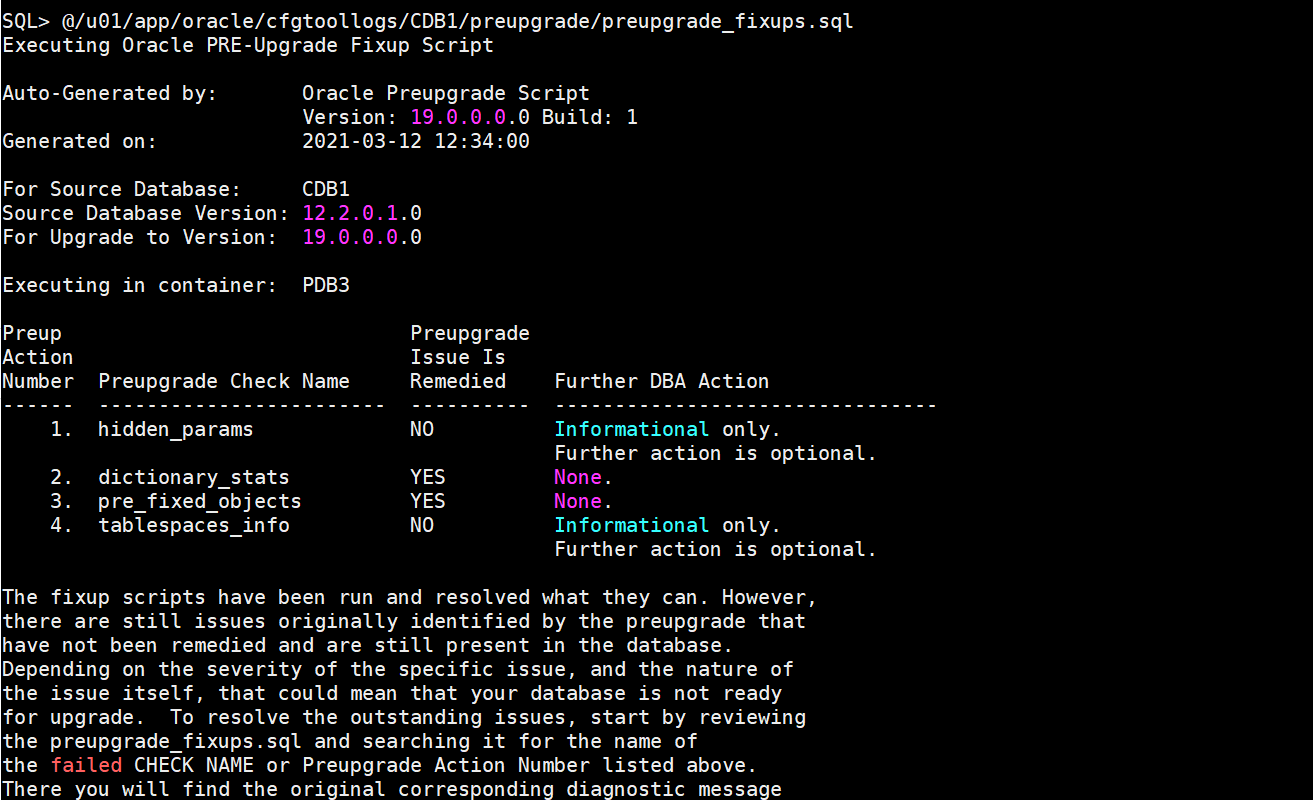 SQL> @/u01/app/oracle/cfgtoollogs/CDB1/preupgrade/preupgrade_fixups.sql
Executing Oracle PRE-Upgrade Fixup Script
Auto-Generated by:       Oracle Preupgrade Script
                         Version: 19.0.0.0.0 Build: 1
Generated on:            2021-03-12 12:34:00
For Source Database:     CDB1
Source Database Version: 12.2.0.1.0
For Upgrade to Version:  19.0.0.0.0
Executing in container:  PDB3
Preup                             Preupgrade
Action                            Issue Is
Number  Preupgrade Check Name     Remedied    Further DBA Action
------  ------------------------  ----------  --------------------------------
    1.  hidden_params             NO          Informational only.
                                              Further action is optional.
    2.  dictionary_stats          YES         None.
    3.  pre_fixed_objects         YES         None.
    4.  tablespaces_info          NO          Informational only.
                                              Further action is optional.
The fixup scripts have been run and resolved what they can. However,
there are still issues originally identified by the preupgrade that
have not been remedied and are still present in the database.
Depending on the severity of the specific issue, and the nature of
the issue itself, that could mean that your database is not ready
for upgrade.  To resolve the outstanding issues, start by reviewing
the preupgrade_fixups.sql and searching it for the name of
the failed CHECK NAME or Preupgrade Action Number listed above.
There you will find the original corresponding diagnostic message